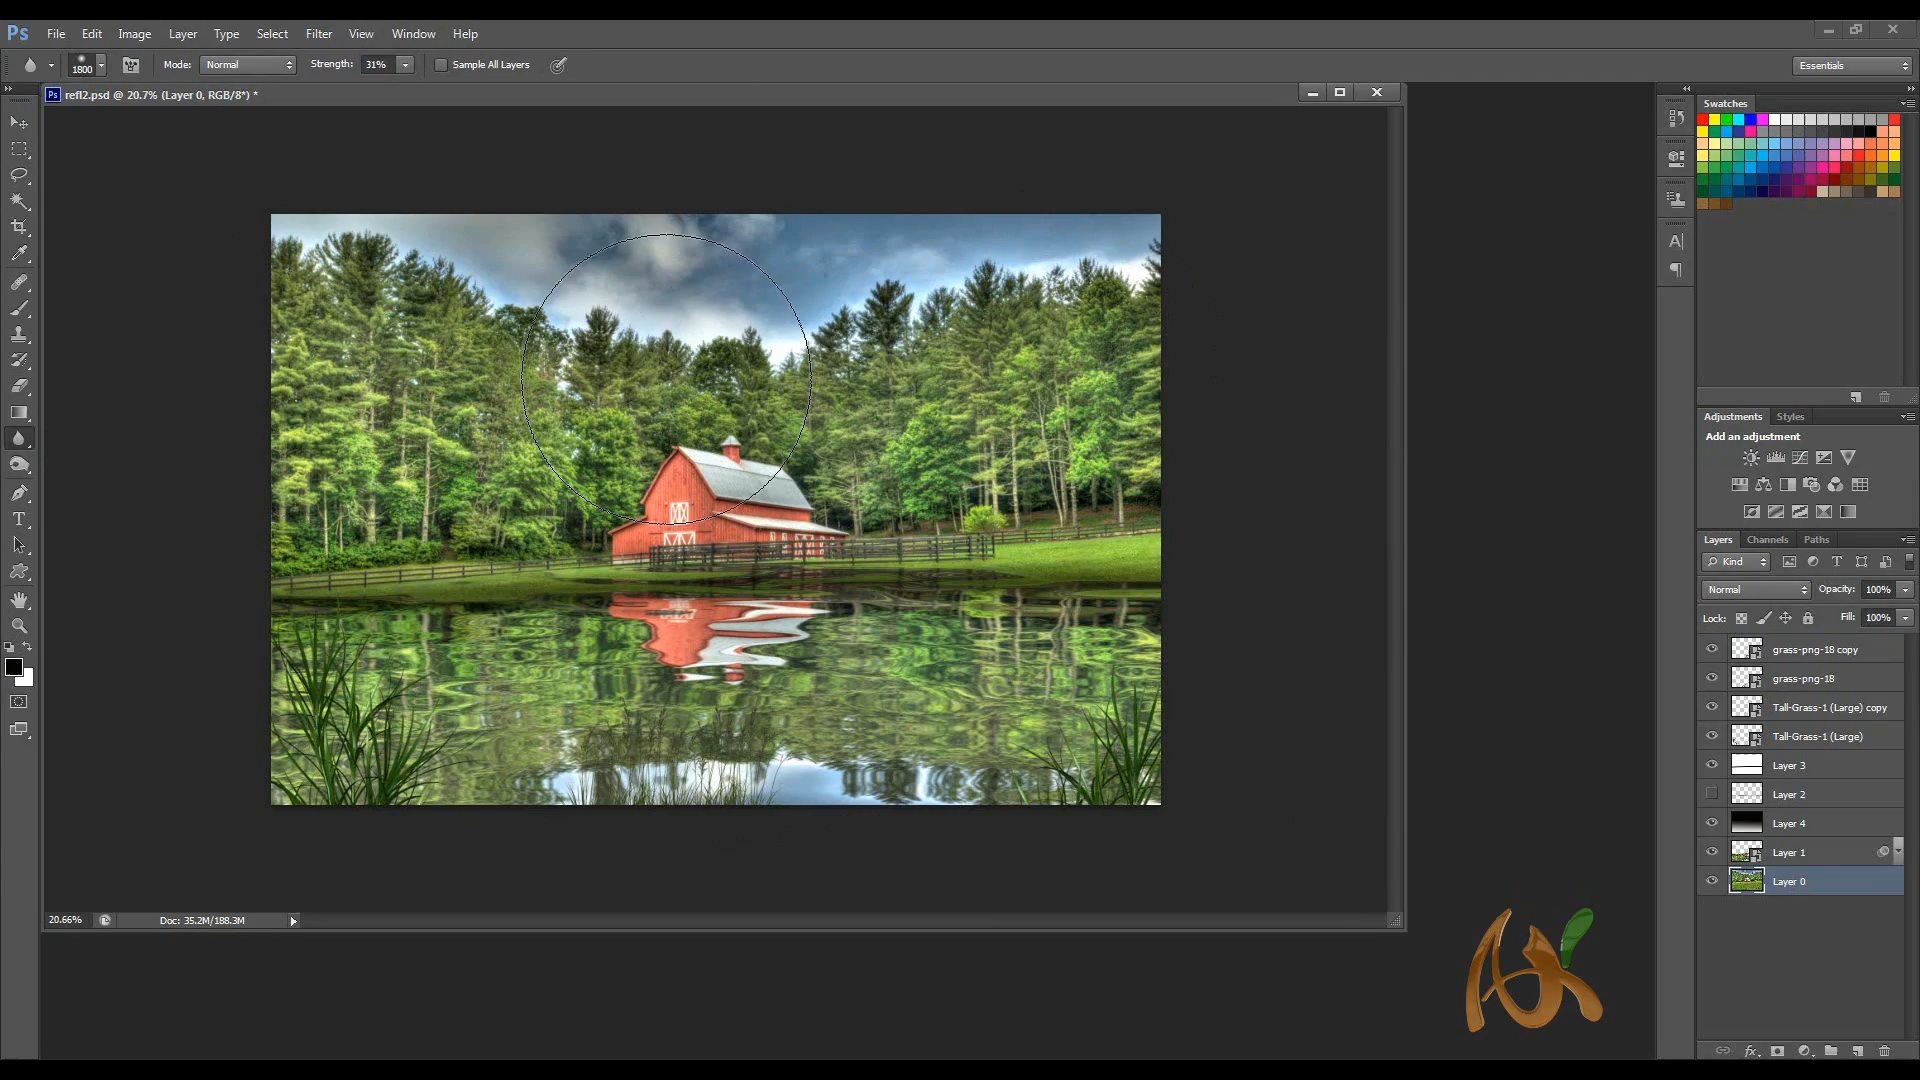 Ps File Edit Image Layer Type Select Filter View Window Help
1800 Mode: Normal Strength: 31% Sample All Layers Essentials
Ps refl2.psd @ 20.7% (Layer 0, RGB/8*) *
Swatches
Adjustments Styles
Add an adjustment
Layers Channels Paths
Kind
Normal Opacity: 100%
Lock: Fill: 100%
grass-png-18 copy
grass-png-18
Tall-Grass-1 (Large) copy
Tall-Grass-1 (Large)
Layer 3
Layer 2
Layer 4
Layer 1
Layer 0
20.66% Doc: 35.2M/188.3M